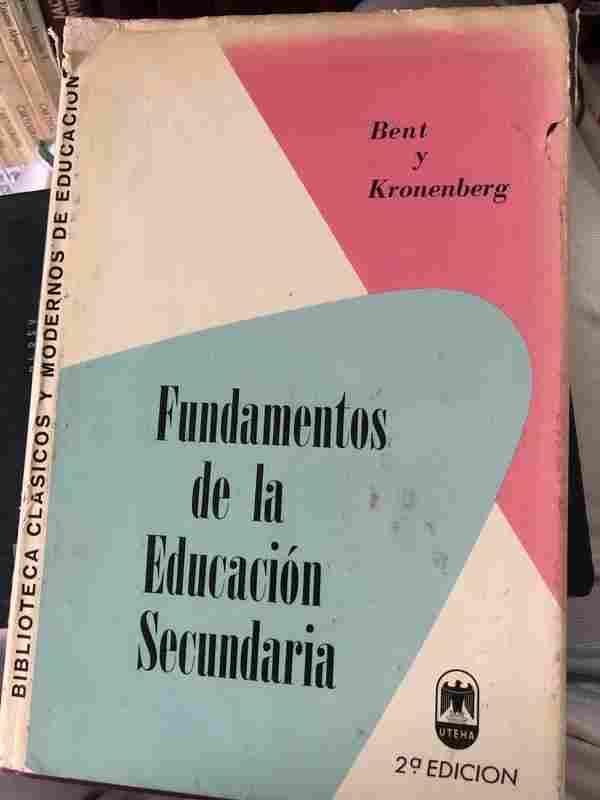 Bent
y
Kronenberg
Fundamentos
de la
Educación
Secundaria
UTEHA
2ª EDICION
BIBLIOTECA CLASICOS Y MODERNOS DE EDUCACION